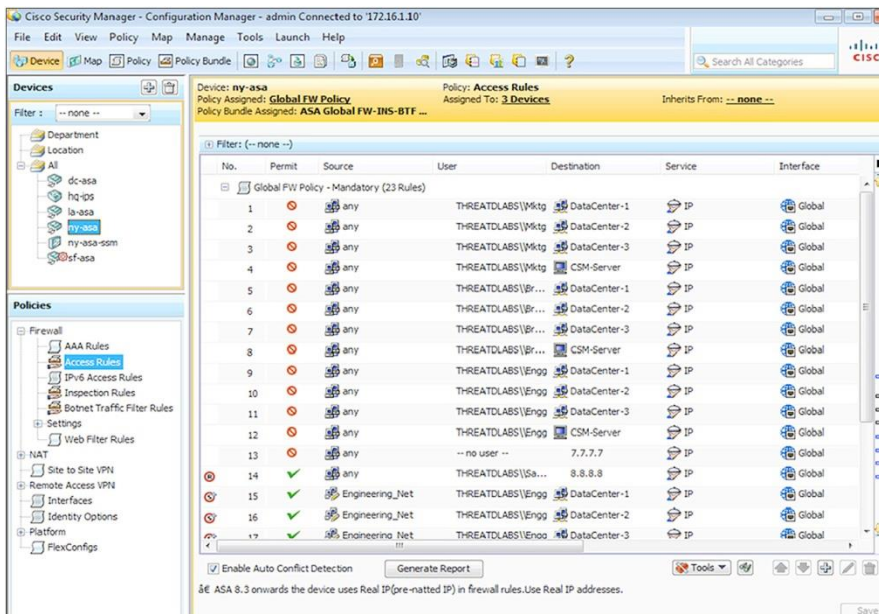 Cisco Security Manager - Configuration Manager - admin Connected to '172.16.1.10'
File Edit View Policy Map Manage Tools Launch Help
Device Map Policy Policy Bundle Search All Categories
CISC
Devices
Filter : -- none --
Department
Location
All
dc-asa
hq-ips
la-asa
ny-asa
ny-asa-ssm
sf-asa
Policies
Firewall
AAA Rules
Access Rules
IPv6 Access Rules
Inspection Rules
Botnet Traffic Filter Rules
Settings
Web Filter Rules
NAT
Site to Site VPN
Remote Access VPN
Interfaces
Identity Options
Platform
FlexConfigs
Device: ny-asa Policy: Access Rules
Policy Assigned: Global FW Policy Assigned To: 3 Devices Inherits From: -- none --
Policy Bundle Assigned: ASA Global FW-INS-BTF ...
Filter: (-- none --)
No. Permit Source User Destination Service Interface
Global FW Policy - Mandatory (23 Rules)
1 any THREATDLABS\\Mktg DataCenter-1 IP Global
2 any THREATDLABS\\Mktg DataCenter-2 IP Global
3 any THREATDLABS\\Mktg DataCenter-3 IP Global
4 any THREATDLABS\\Mktg CSM-Server IP Global
5 any THREATDLABS\\Br... DataCenter-1 IP Global
6 any THREATDLABS\\Br... DataCenter-2 IP Global
7 any THREATDLABS\\Br... DataCenter-3 IP Global
8 any THREATDLABS\\Br... CSM-Server IP Global
9 any THREATDLABS\\Engg DataCenter-1 IP Global
10 any THREATDLABS\\Engg DataCenter-2 IP Global
11 any THREATDLABS\\Engg DataCenter-3 IP Global
12 any THREATDLABS\\Engg CSM-Server IP Global
13 any -- no user -- 7.7.7.7 IP Global
14 any THREATDLABS\\Sa... 8.8.8.8 IP Global
15 Engineering_Net THREATDLABS\\Engg DataCenter-1 IP Global
16 Engineering_Net THREATDLABS\\Engg DataCenter-2 IP Global
17 Engineering_Net THREATDLABS\\Engg DataCenter-3 IP Global
Enable Auto Conflict Detection Generate Report Tools
â€ ASA 8.3 onwards the device uses Real IP(pre-natted IP) in firewall rules.Use Real IP addresses.
Save